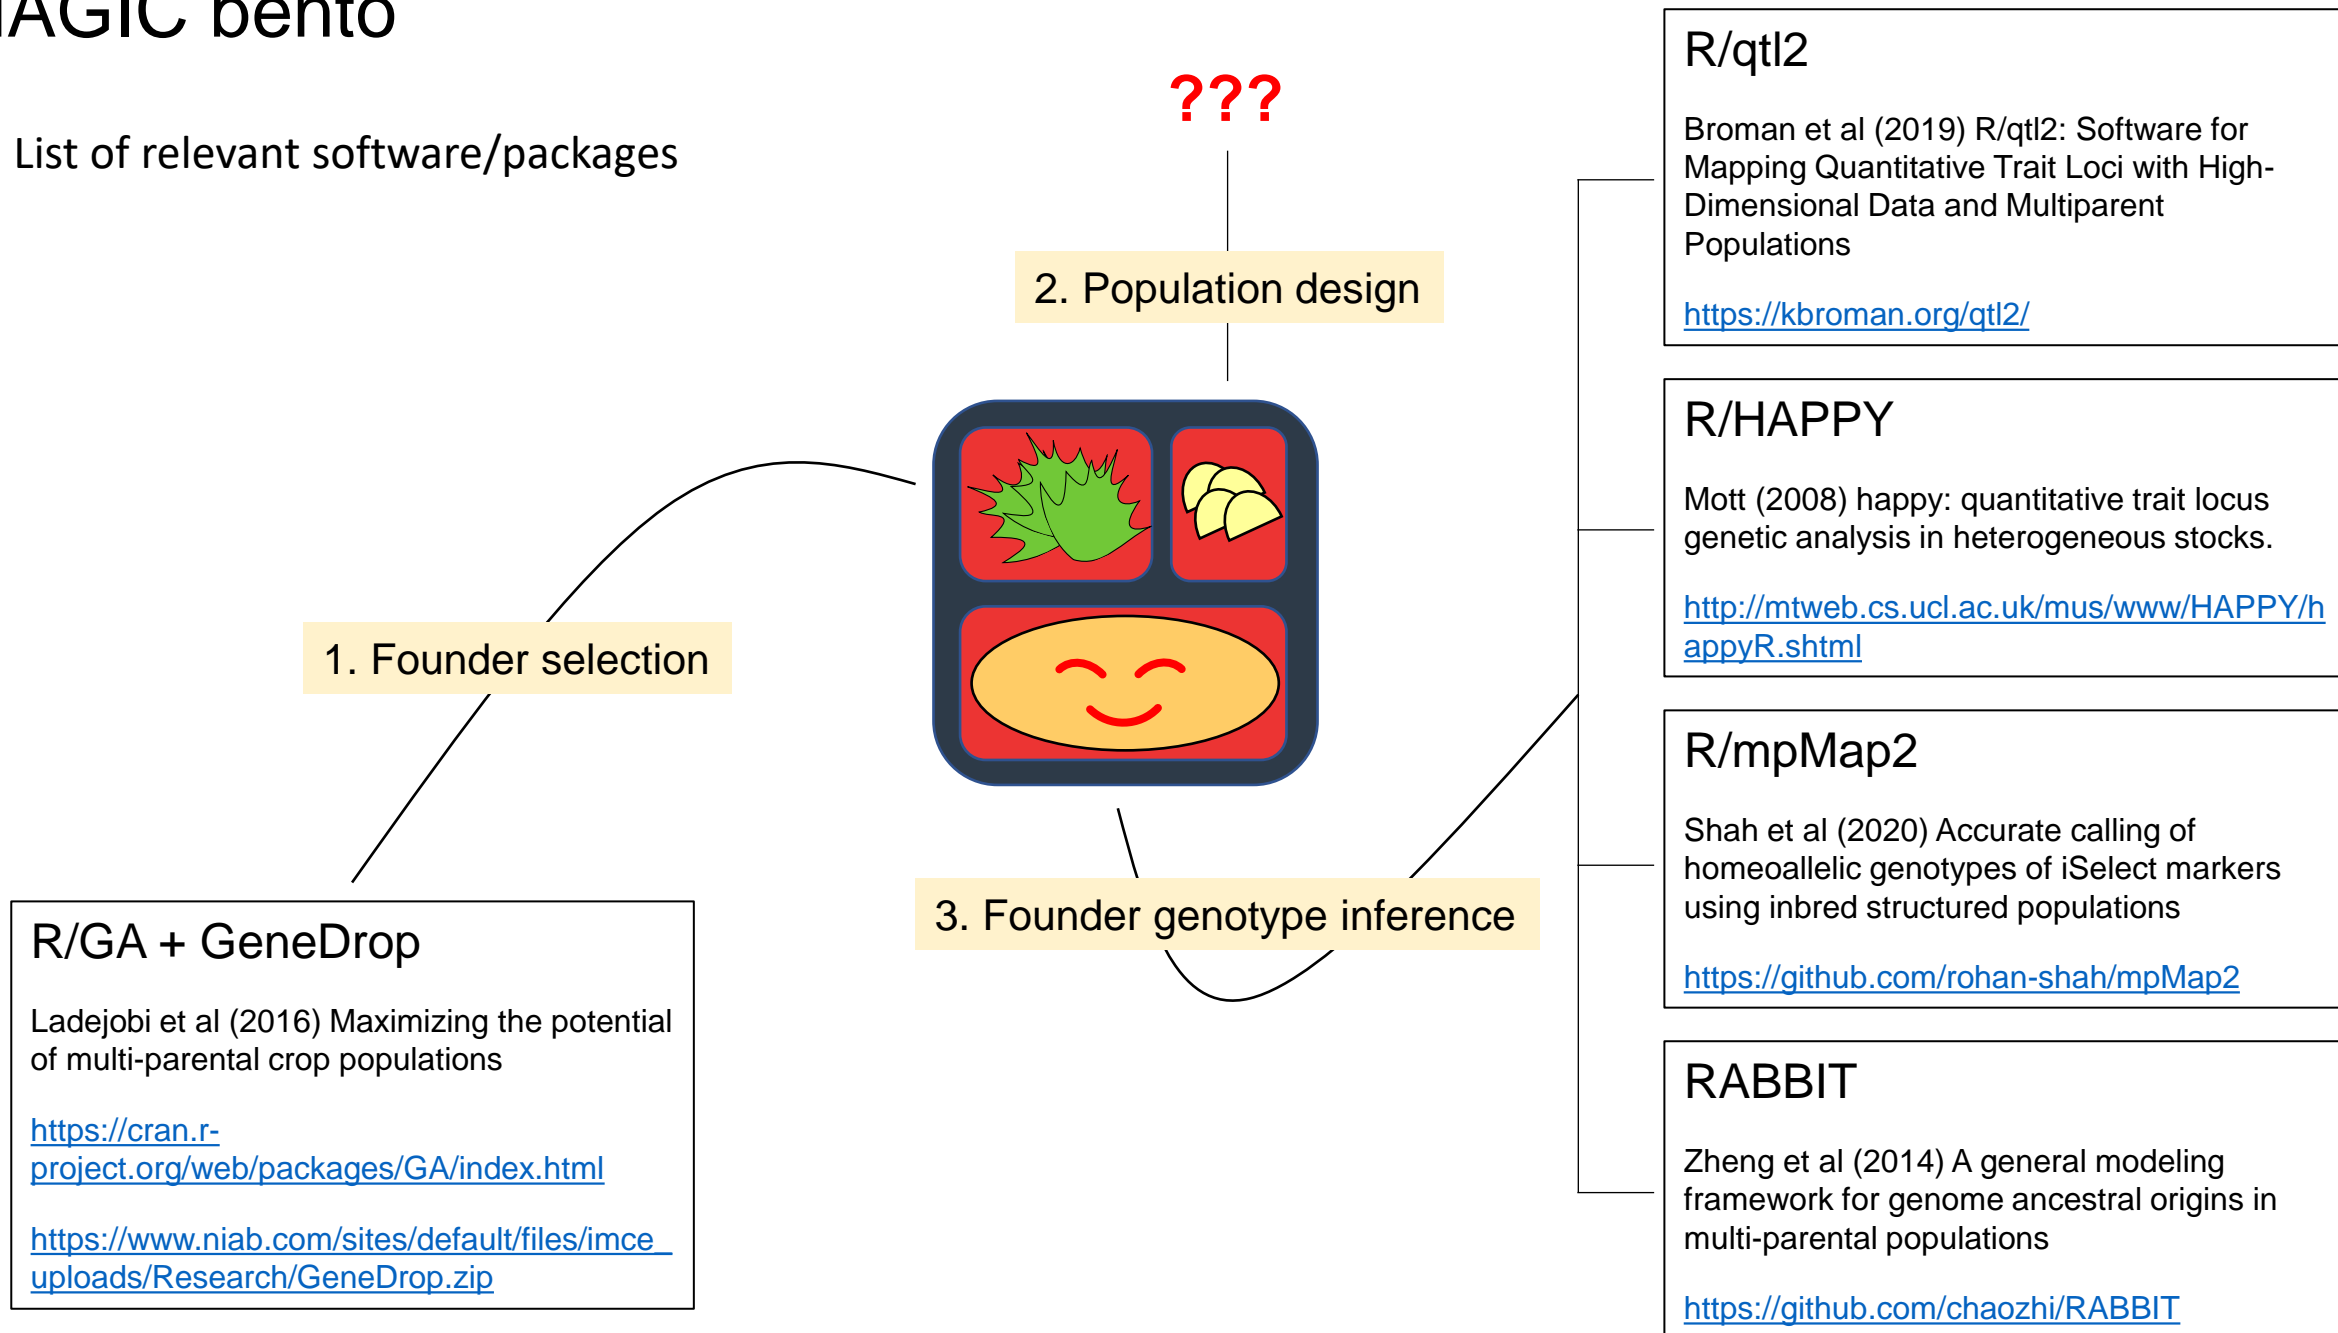 AGIC bento
List of relevant software/packages
???
2. Population design
1. Founder selection
3. Founder genotype inference
R/GA + GeneDrop
Ladejobi et al (2016) Maximizing the potential
of multi-parental crop populations
https://cran.r-
project.org/web/packages/GA/index.html
https://www.niab.com/sites/default/files/imce_
uploads/Research/GeneDrop.zip
R/qtl2
Broman et al (2019) R/qtl2: Software for
Mapping Quantitative Trait Loci with High-
Dimensional Data and Multiparent
Populations
https://kbroman.org/qtl2/
R/HAPPY
Mott (2008) happy: quantitative trait locus
genetic analysis in heterogeneous stocks.
http://mtweb.cs.ucl.ac.uk/mus/www/HAPPY/h
appyR.shtml
R/mpMap2
Shah et al (2020) Accurate calling of
homeoallelic genotypes of iSelect markers
using inbred structured populations
https://github.com/rohan-shah/mpMap2
RABBIT
Zheng et al (2014) A general modeling
framework for genome ancestral origins in
multi-parental populations
https://github.com/chaozhi/RABBIT